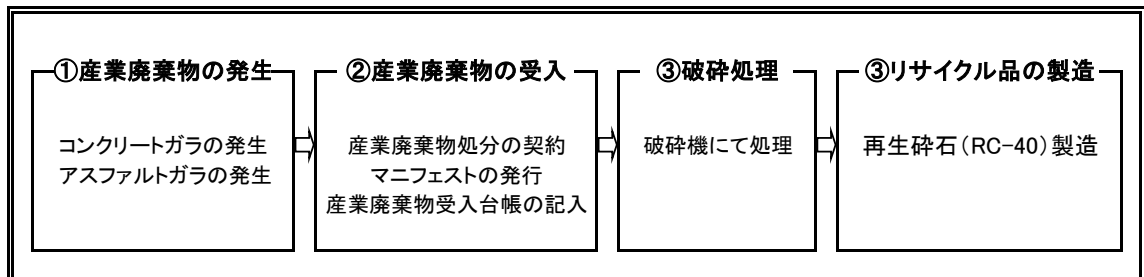 ①産業廃棄物の発生
コンクリートガラの発生
アスファルトガラの発生
②産業廃棄物の受入
産業廃棄物処分の契約
マニフェストの発行
産業廃棄物受入台帳の記入
③破砕処理
破砕機にて処理
③リサイクル品の製造
再生砕石(RC-40)製造